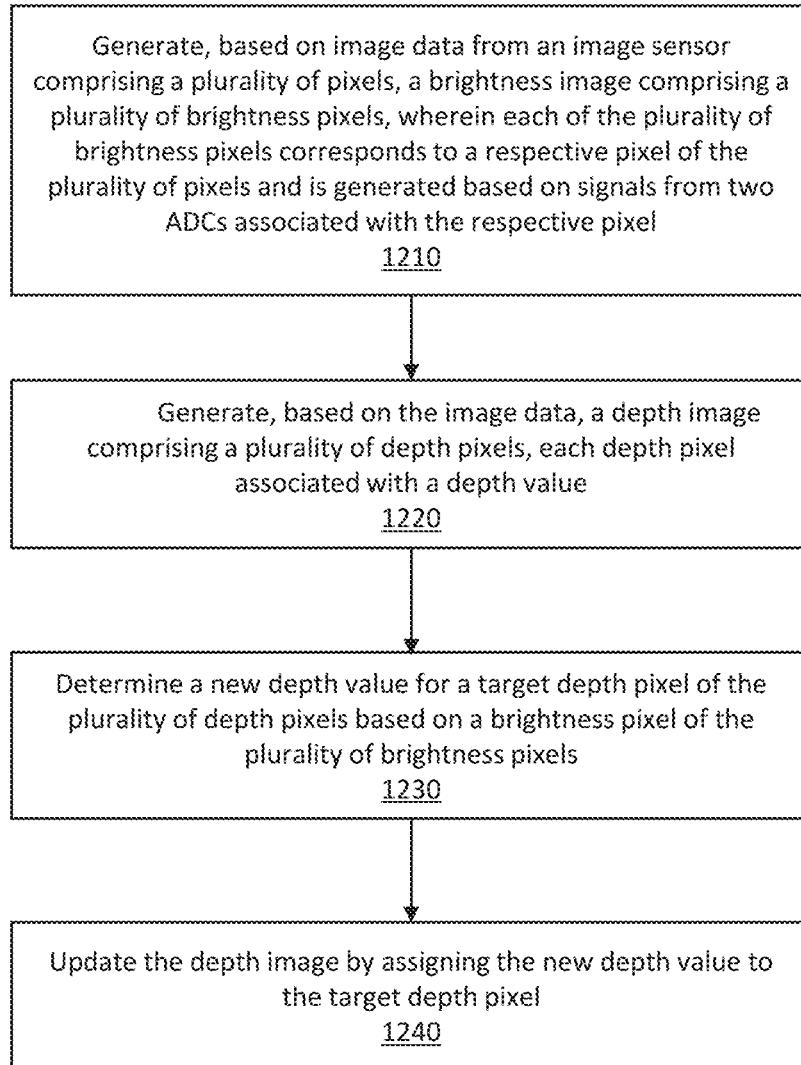 Generate, based on image data from an image sensor
comprising a plurality of pixels, a brightness image comprising a
plurality of brightness pixels, wherein each of the plurality of
brightness pixels corresponds to a respective pixel of the
plurality of pixels and is generated based on signals from two
ADCs associated with the respective pixel
1210
Generate, based on the image data, a depth image
comprising a plurality of depth pixels, each depth pixel
associated with a depth value
1220
Determine a new depth value for a target depth pixel of the
plurality of depth pixels based on a brightness pixel of the
plurality of brightness pixels
1230
Update the depth image by assigning the new depth value to
the target depth pixel
1240